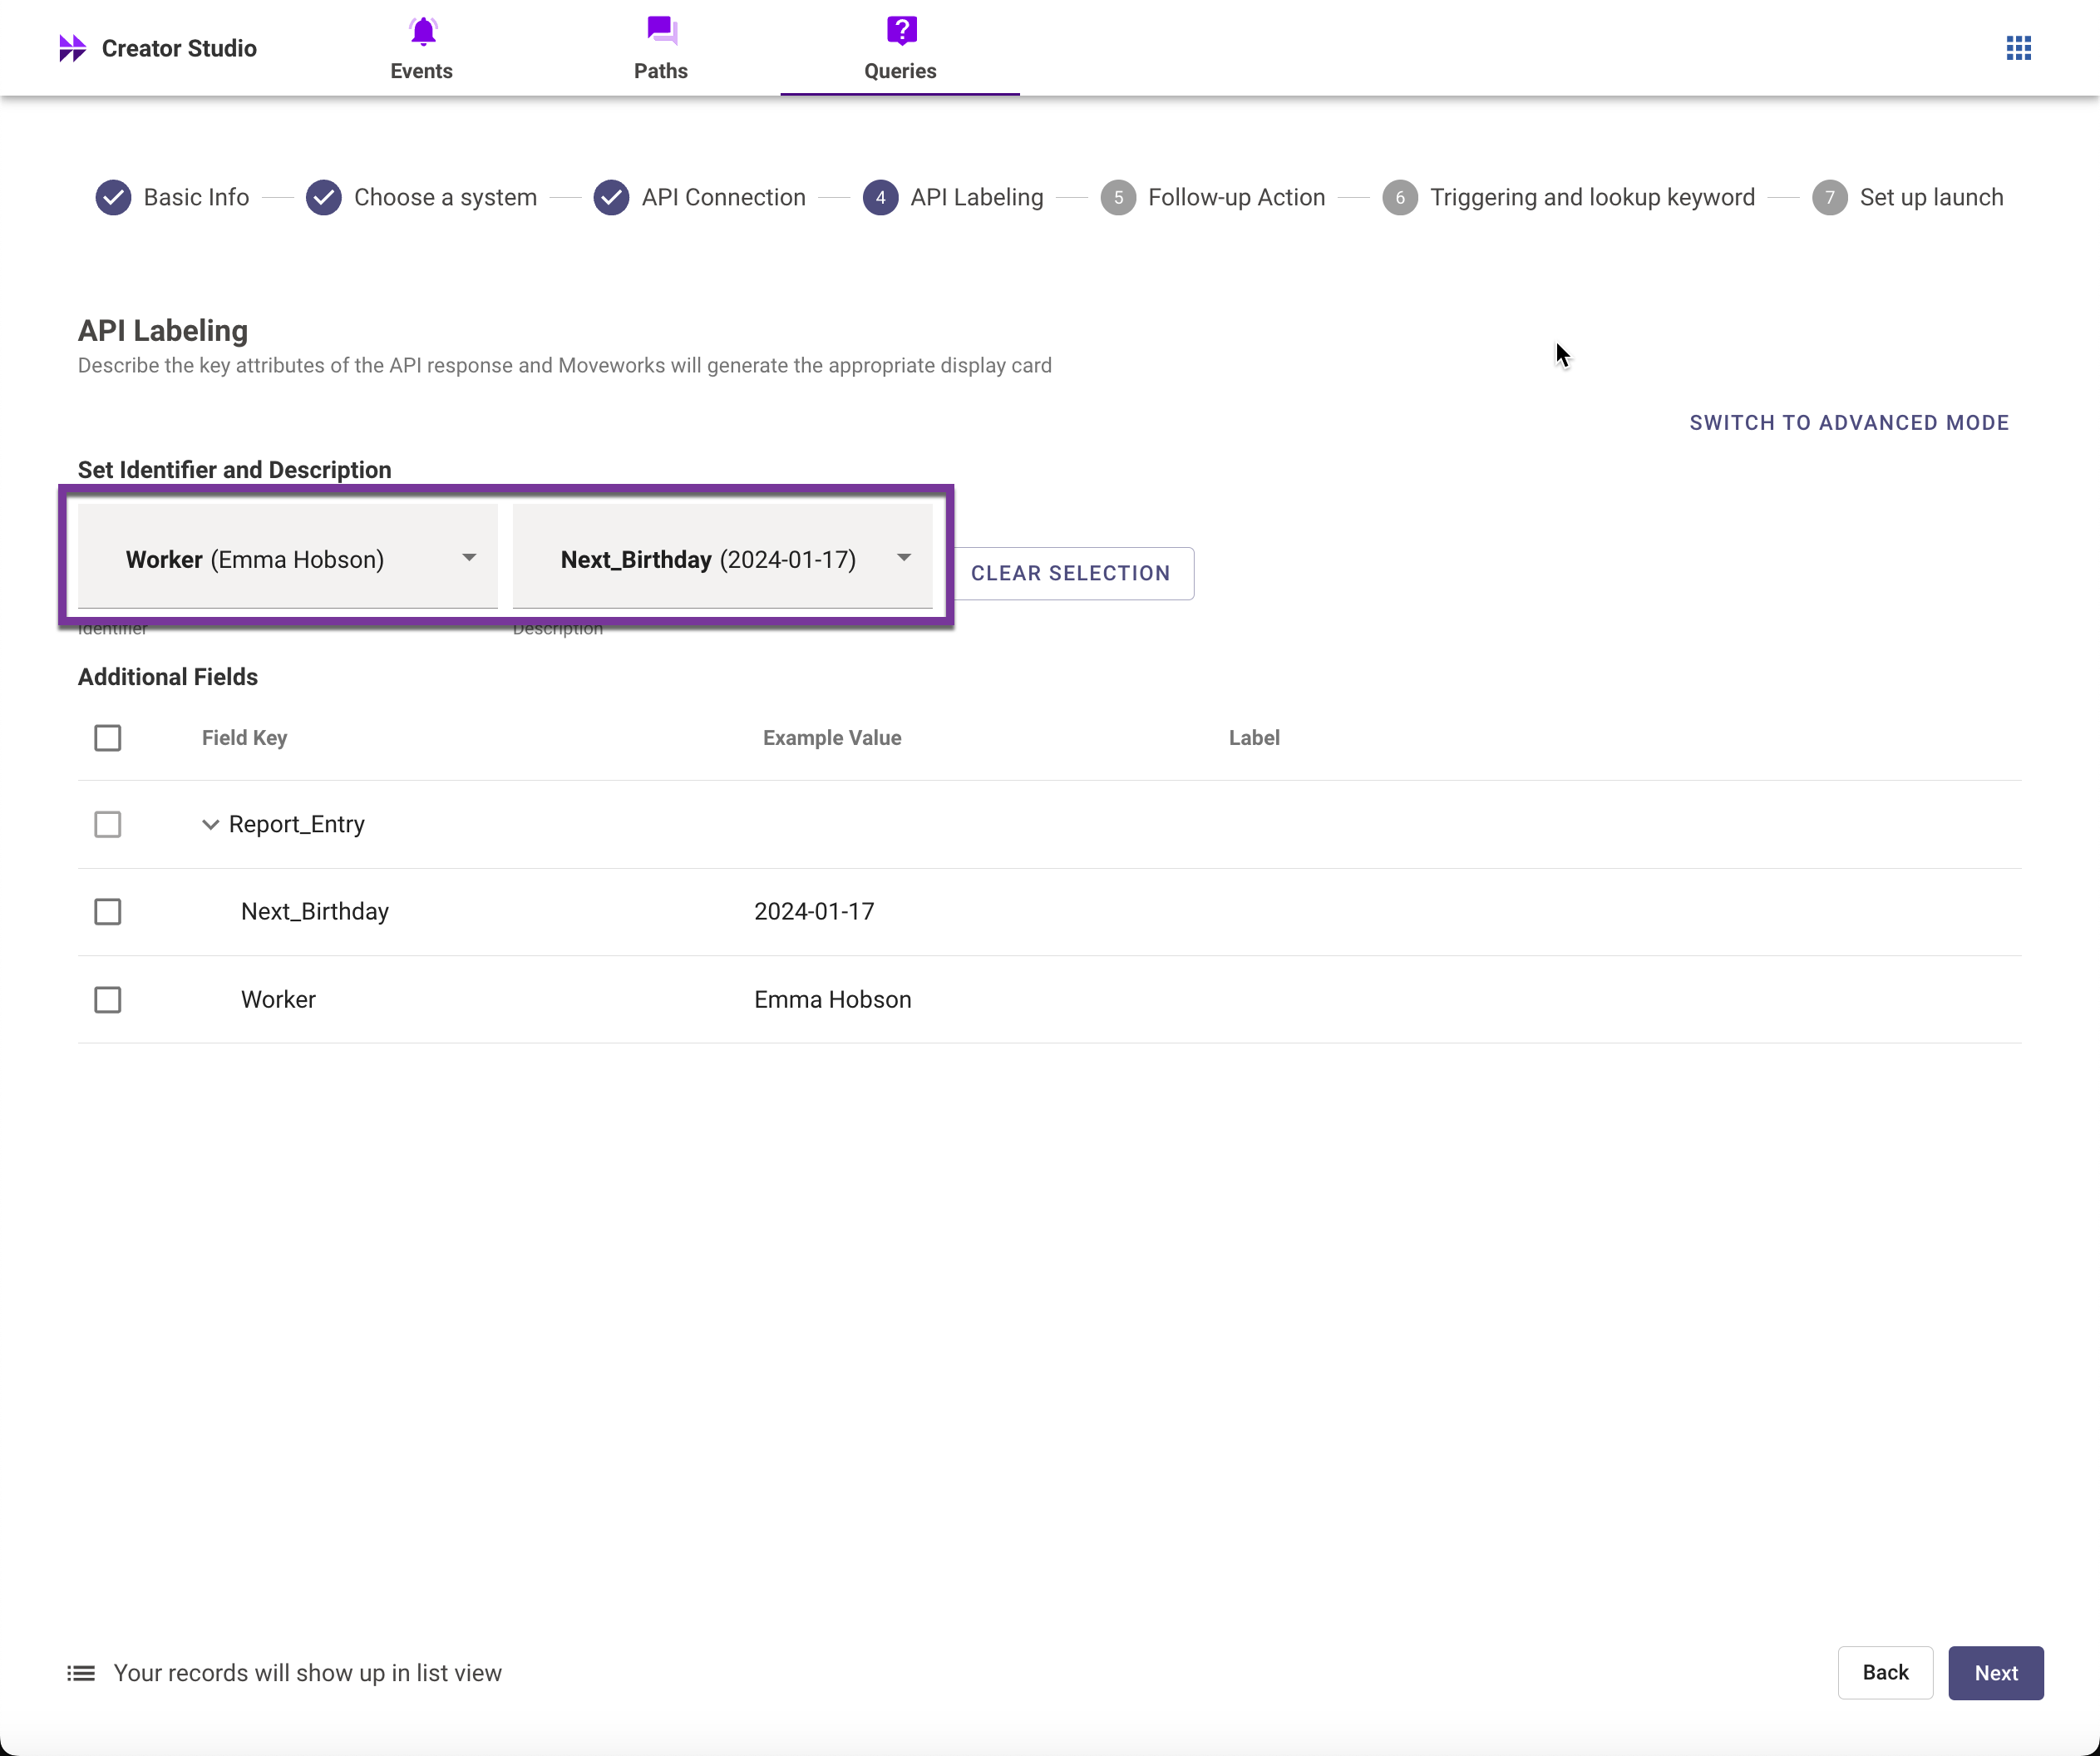 Creator Studio
Events
Paths
Queries
Basic Info
Choose a system
API Connection
4 API Labeling
5 Follow-up Action
6 Triggering and lookup keyword
7 Set up launch
API Labeling
Describe the key attributes of the API response and Moveworks will generate the appropriate display card
SWITCH TO ADVANCED MODE
Set Identifier and Description
Worker (Emma Hobson)
Next_Birthday (2024-01-17)
CLEAR SELECTION
Identifier
Description
Additional Fields
Field Key Example Value Label
Report_Entry
Next_Birthday 2024-01-17
Worker Emma Hobson
Your records will show up in list view
Back
Next